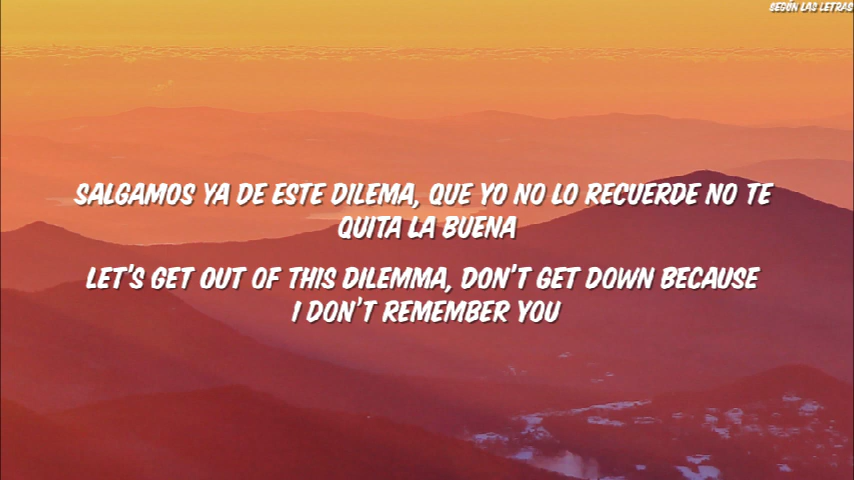 SEGÚN LAS LETRAS
SALGAMOS YA DE ESTE DILEMA, QUE YO NO LO RECUERDE NO TE
QUITA LA BUENA
LET'S GET OUT OF THIS DILEMMA, DON'T GET DOWN BECAUSE
I DON'T REMEMBER YOU